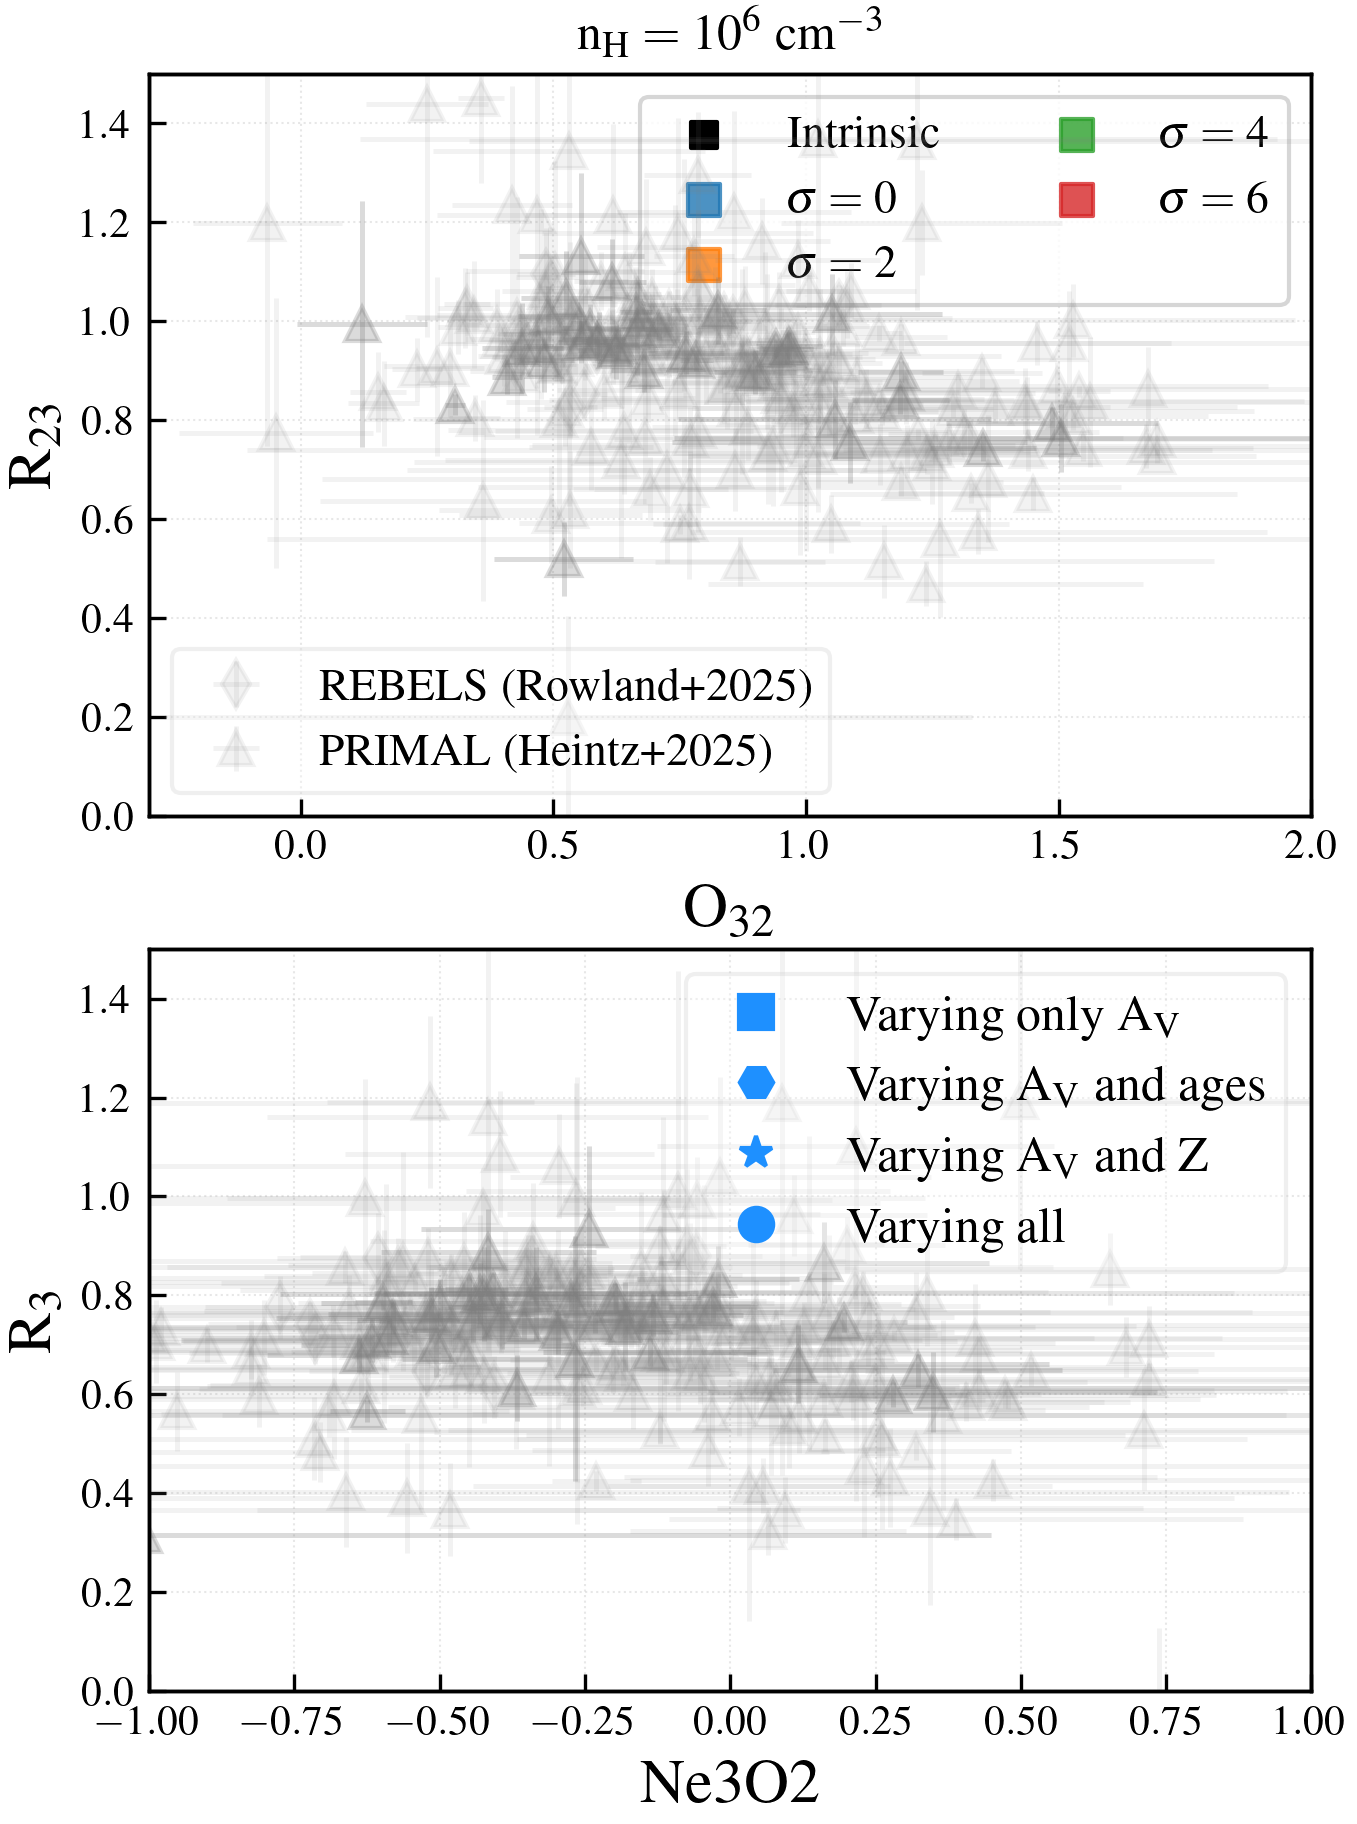 n_H = 10^6 cm^−3
1.4
1.2
1.0
0.8
0.6
0.4
0.2
0.0
R_23
Intrinsic
σ = 0
σ = 2
σ = 4
σ = 6
REBELS (Rowland+2025)
PRIMAL (Heintz+2025)
0.0 0.5 1.0 1.5 2.0
O_32
1.4
1.2
1.0
0.8
0.6
0.4
0.2
0.0
R_3
Varying only A_V
Varying A_V and ages
Varying A_V and Z
Varying all
−1.00 −0.75 −0.50 −0.25 0.00 0.25 0.50 0.75 1.00
Ne3O2